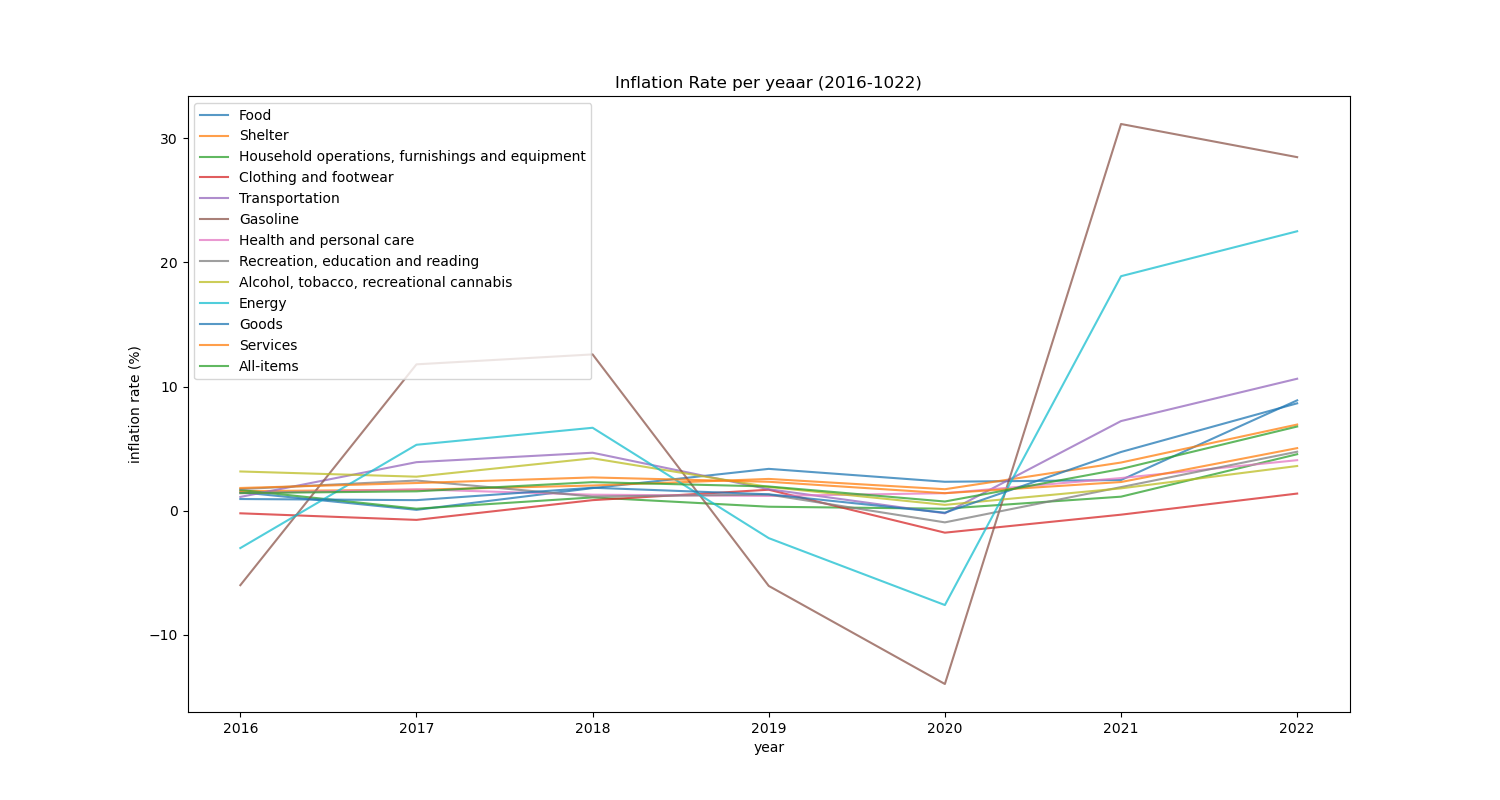 Inflation Rate per yeaar (2016-1022)
Food
Shelter
Household operations, furnishings and equipment
Clothing and footwear
Transportation
Gasoline
Health and personal care
Recreation, education and reading
Alcohol, tobacco, recreational cannabis
Energy
Goods
Services
All-items
30
20
10
0
−10
inflation rate (%)
2016 2017 2018 2019 2020 2021 2022
year